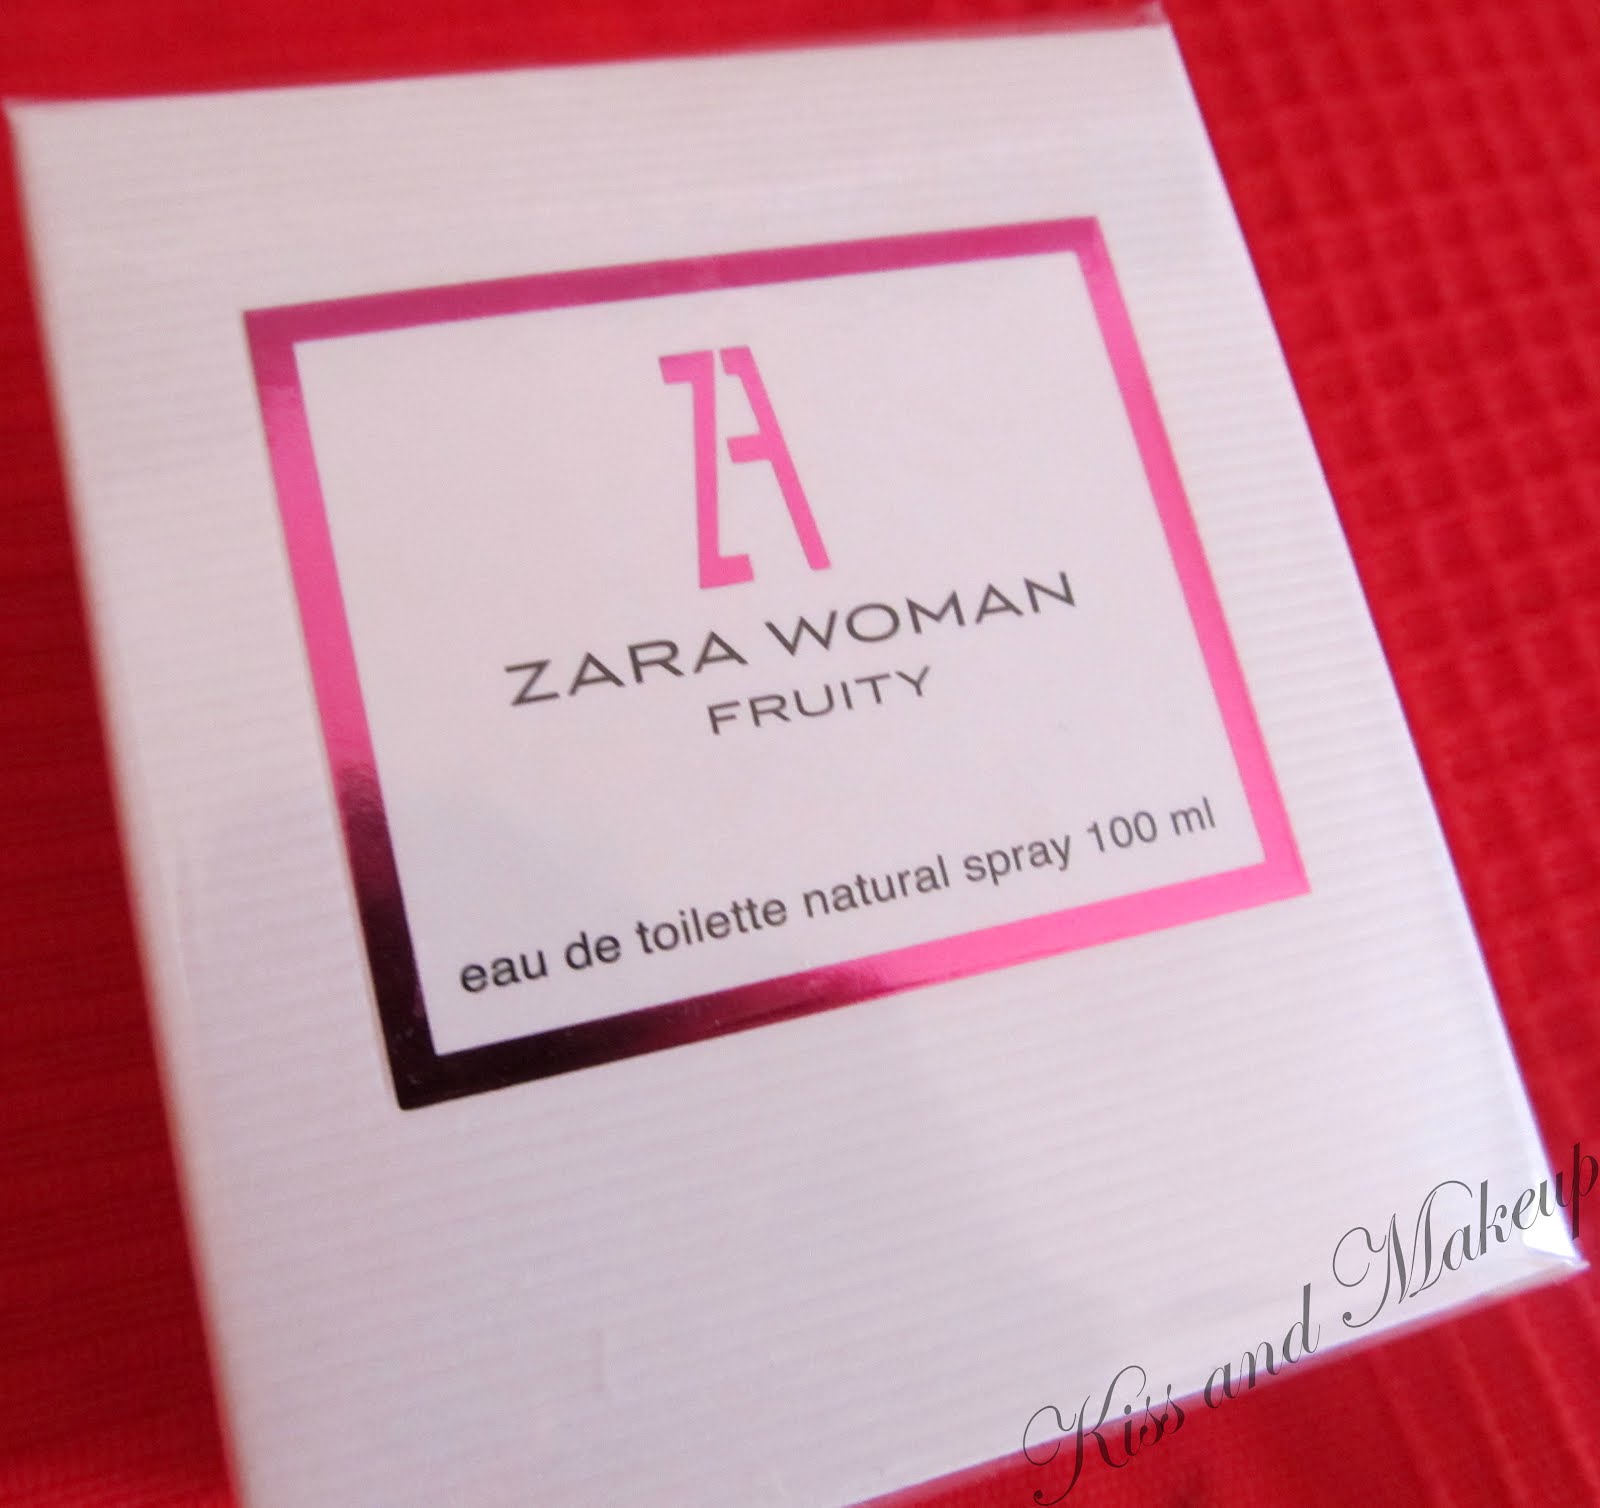 ZA
ZARA WOMAN
FRUITY
eau de toilette natural spray 100 ml
Kiss and Makeup